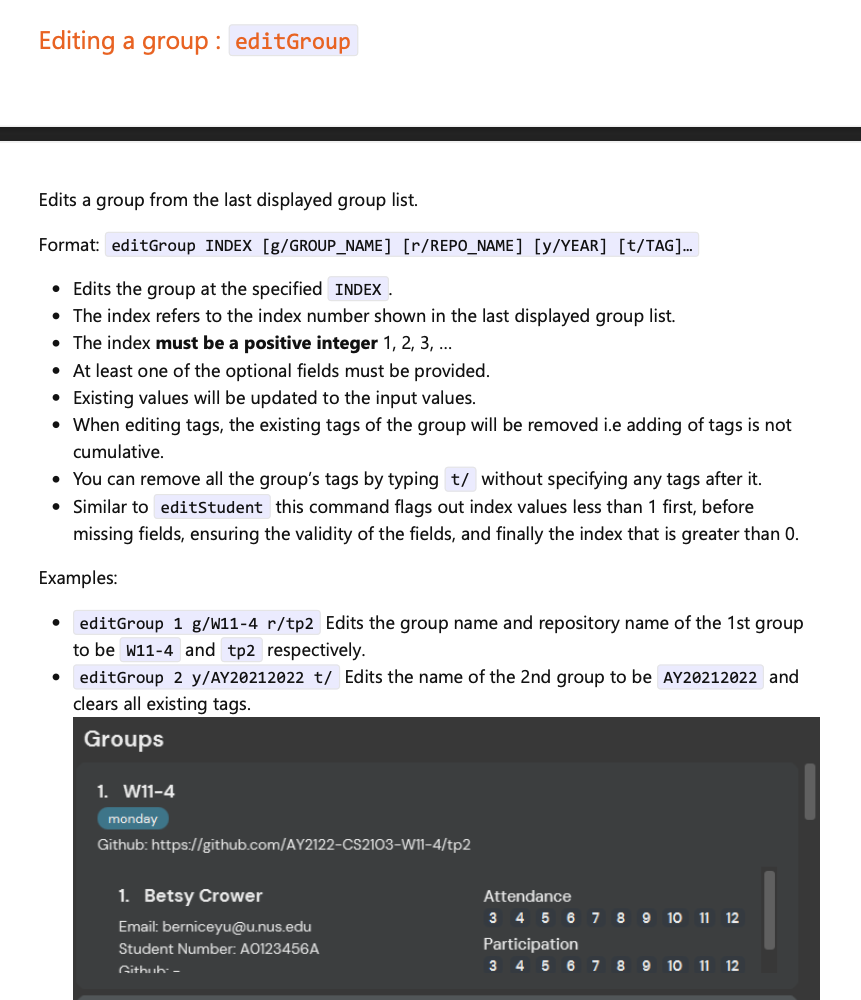 Editing a group : editGroup
Edits a group from the last displayed group list.
Format: editGroup INDEX [g/GROUP_NAME] [r/REPO_NAME] [y/YEAR] [t/TAG]…
• Edits the group at the specified INDEX.
• The index refers to the index number shown in the last displayed group list.
• The index must be a positive integer 1, 2, 3, …
• At least one of the optional fields must be provided.
• Existing values will be updated to the input values.
• When editing tags, the existing tags of the group will be removed i.e adding of tags is not
cumulative.
• You can remove all the group’s tags by typing t/ without specifying any tags after it.
• Similar to editStudent this command flags out index values less than 1 first, before
missing fields, ensuring the validity of the fields, and finally the index that is greater than 0.
Examples:
• editGroup 1 g/W11-4 r/tp2 Edits the group name and repository name of the 1st group
to be W11-4 and tp2 respectively.
• editGroup 2 y/AY20212022 t/ Edits the name of the 2nd group to be AY20212022 and
clears all existing tags.
Groups
1. W11-4
monday
Github: https://github.com/AY2122-CS2103-W11-4/tp2
1. Betsy Crower
Email: berniceyu@u.nus.edu
Student Number: A0123456A
Github: -
Attendance
3 4 5 6 7 8 9 10 11 12
Participation
3 4 5 6 7 8 9 10 11 12